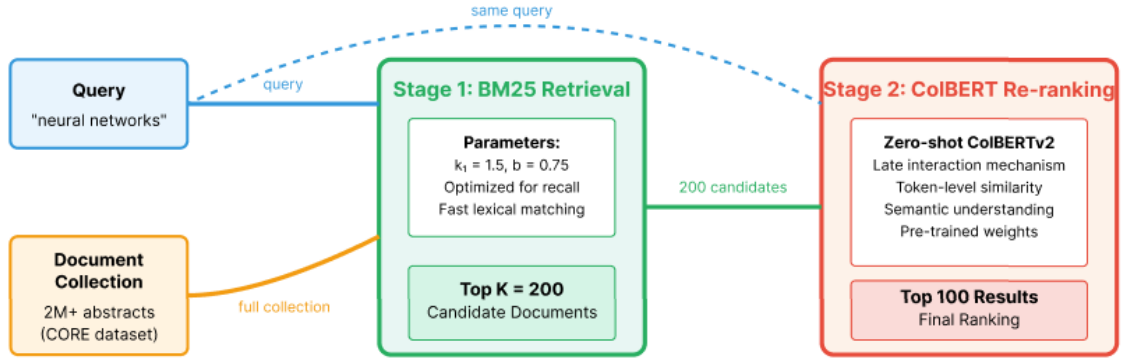 same query
Query
"neural networks"
query
Document
Collection
2M+ abstracts
(CORE dataset)
full collection
Stage 1: BM25 Retrieval
Parameters:
k₁ = 1.5, b = 0.75
Optimized for recall
Fast lexical matching
Top K = 200
Candidate Documents
200 candidates
Stage 2: ColBERT Re-ranking
Zero-shot ColBERTv2
Late interaction mechanism
Token-level similarity
Semantic understanding
Pre-trained weights
Top 100 Results
Final Ranking